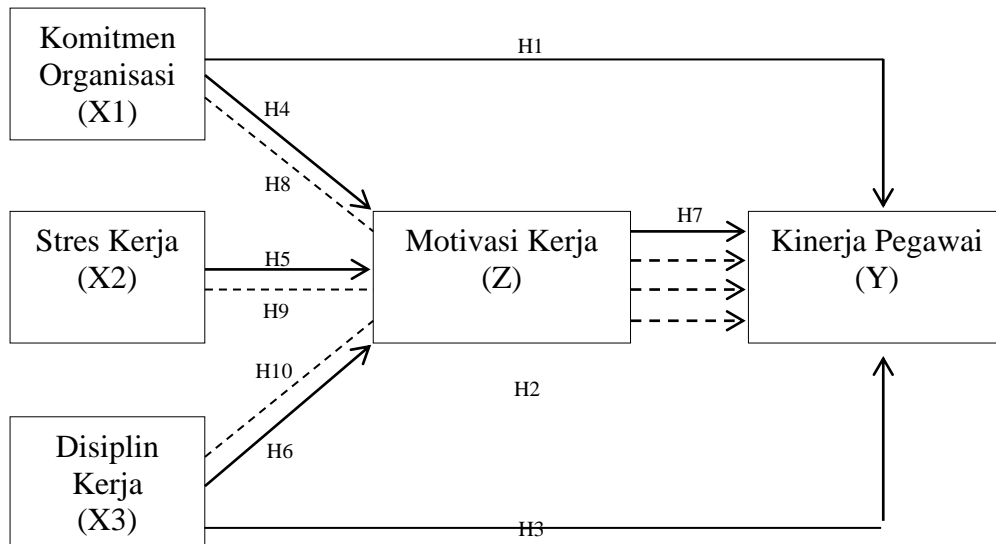 Komitmen
Organisasi
(X1)
H1
H4
H8
Stres Kerja
(X2)
H5
H9
Motivasi Kerja
(Z)
H7
Kinerja Pegawai
(Y)
H10
H2
H6
Disiplin
Kerja
(X3)
H3